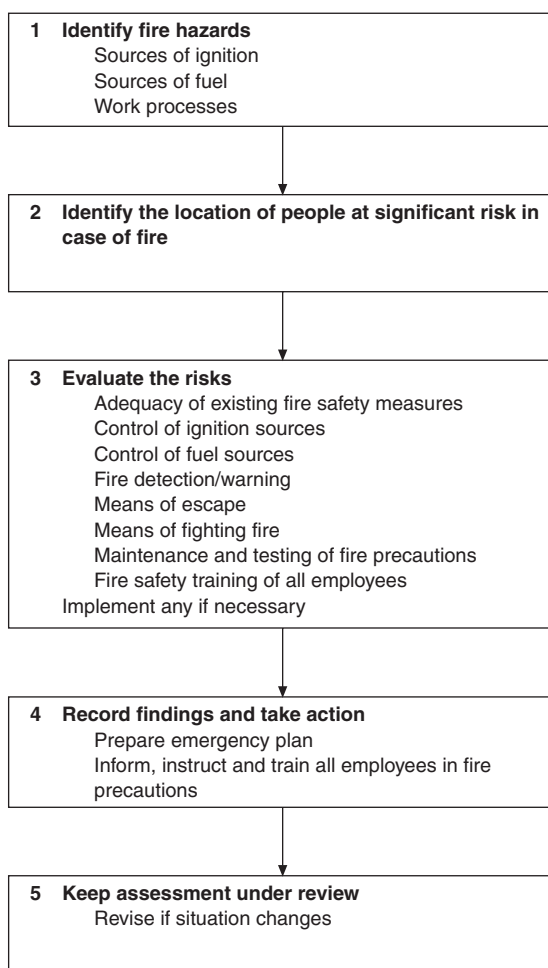 1 Identify fire hazards
Sources of ignition
Sources of fuel
Work processes
2 Identify the location of people at significant risk in
case of fire
3 Evaluate the risks
Adequacy of existing fire safety measures
Control of ignition sources
Control of fuel sources
Fire detection/warning
Means of escape
Means of fighting fire
Maintenance and testing of fire precautions
Fire safety training of all employees
Implement any if necessary
4 Record findings and take action
Prepare emergency plan
Inform, instruct and train all employees in fire
precautions
5 Keep assessment under review
Revise if situation changes